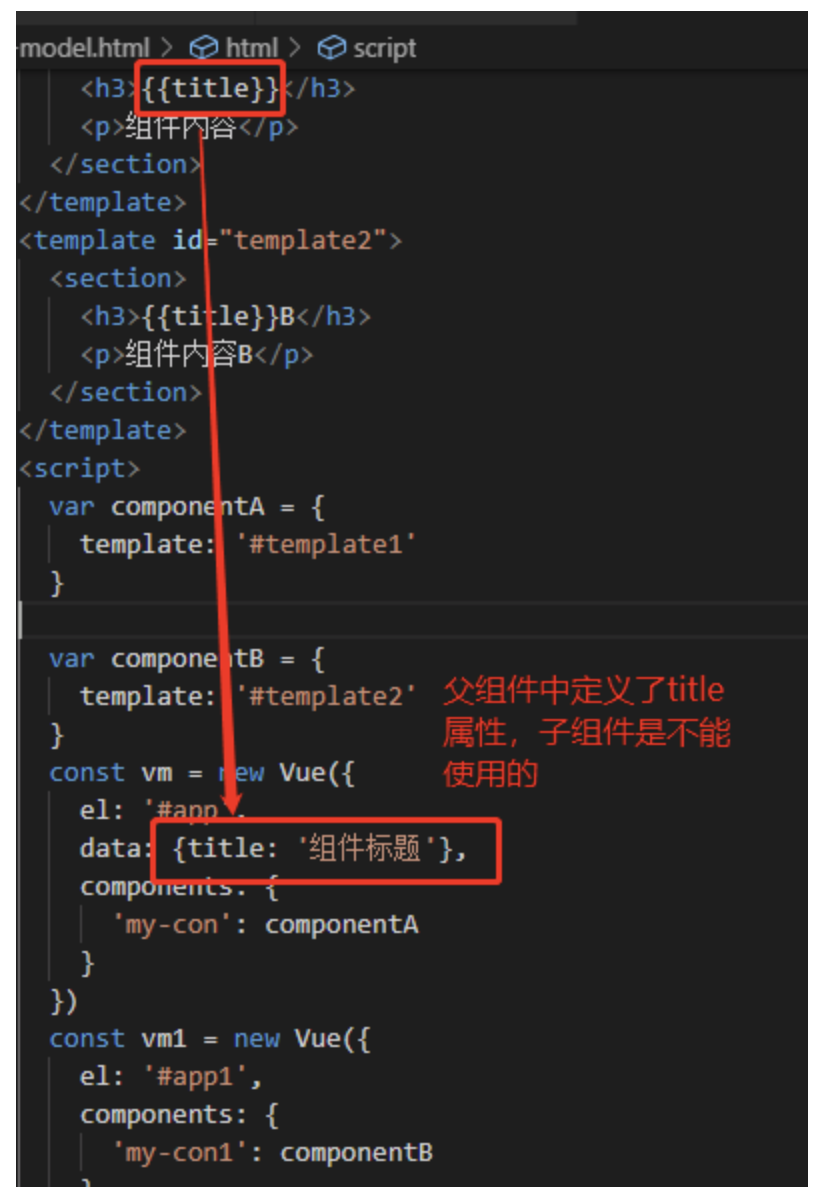 -model.html > html > script
<h3>{{title}}</h3>
<p>组件内容</p>
</section>
</template>
<template id="template2">
<section>
<h3>{{title}}B</h3>
<p>组件内容B</p>
</section>
</template>
<script>
var componentA = {
template: '#template1'
}
var componentB = {
template: '#template2'
}
父组件中定义了title
属性，子组件是不能
使用的
const vm = new Vue({
el: '#app',
data: {title: '组件标题'},
components: {
'my-con': componentA
}
})
const vm1 = new Vue({
el: '#app1',
components: {
'my-con1': componentB
}